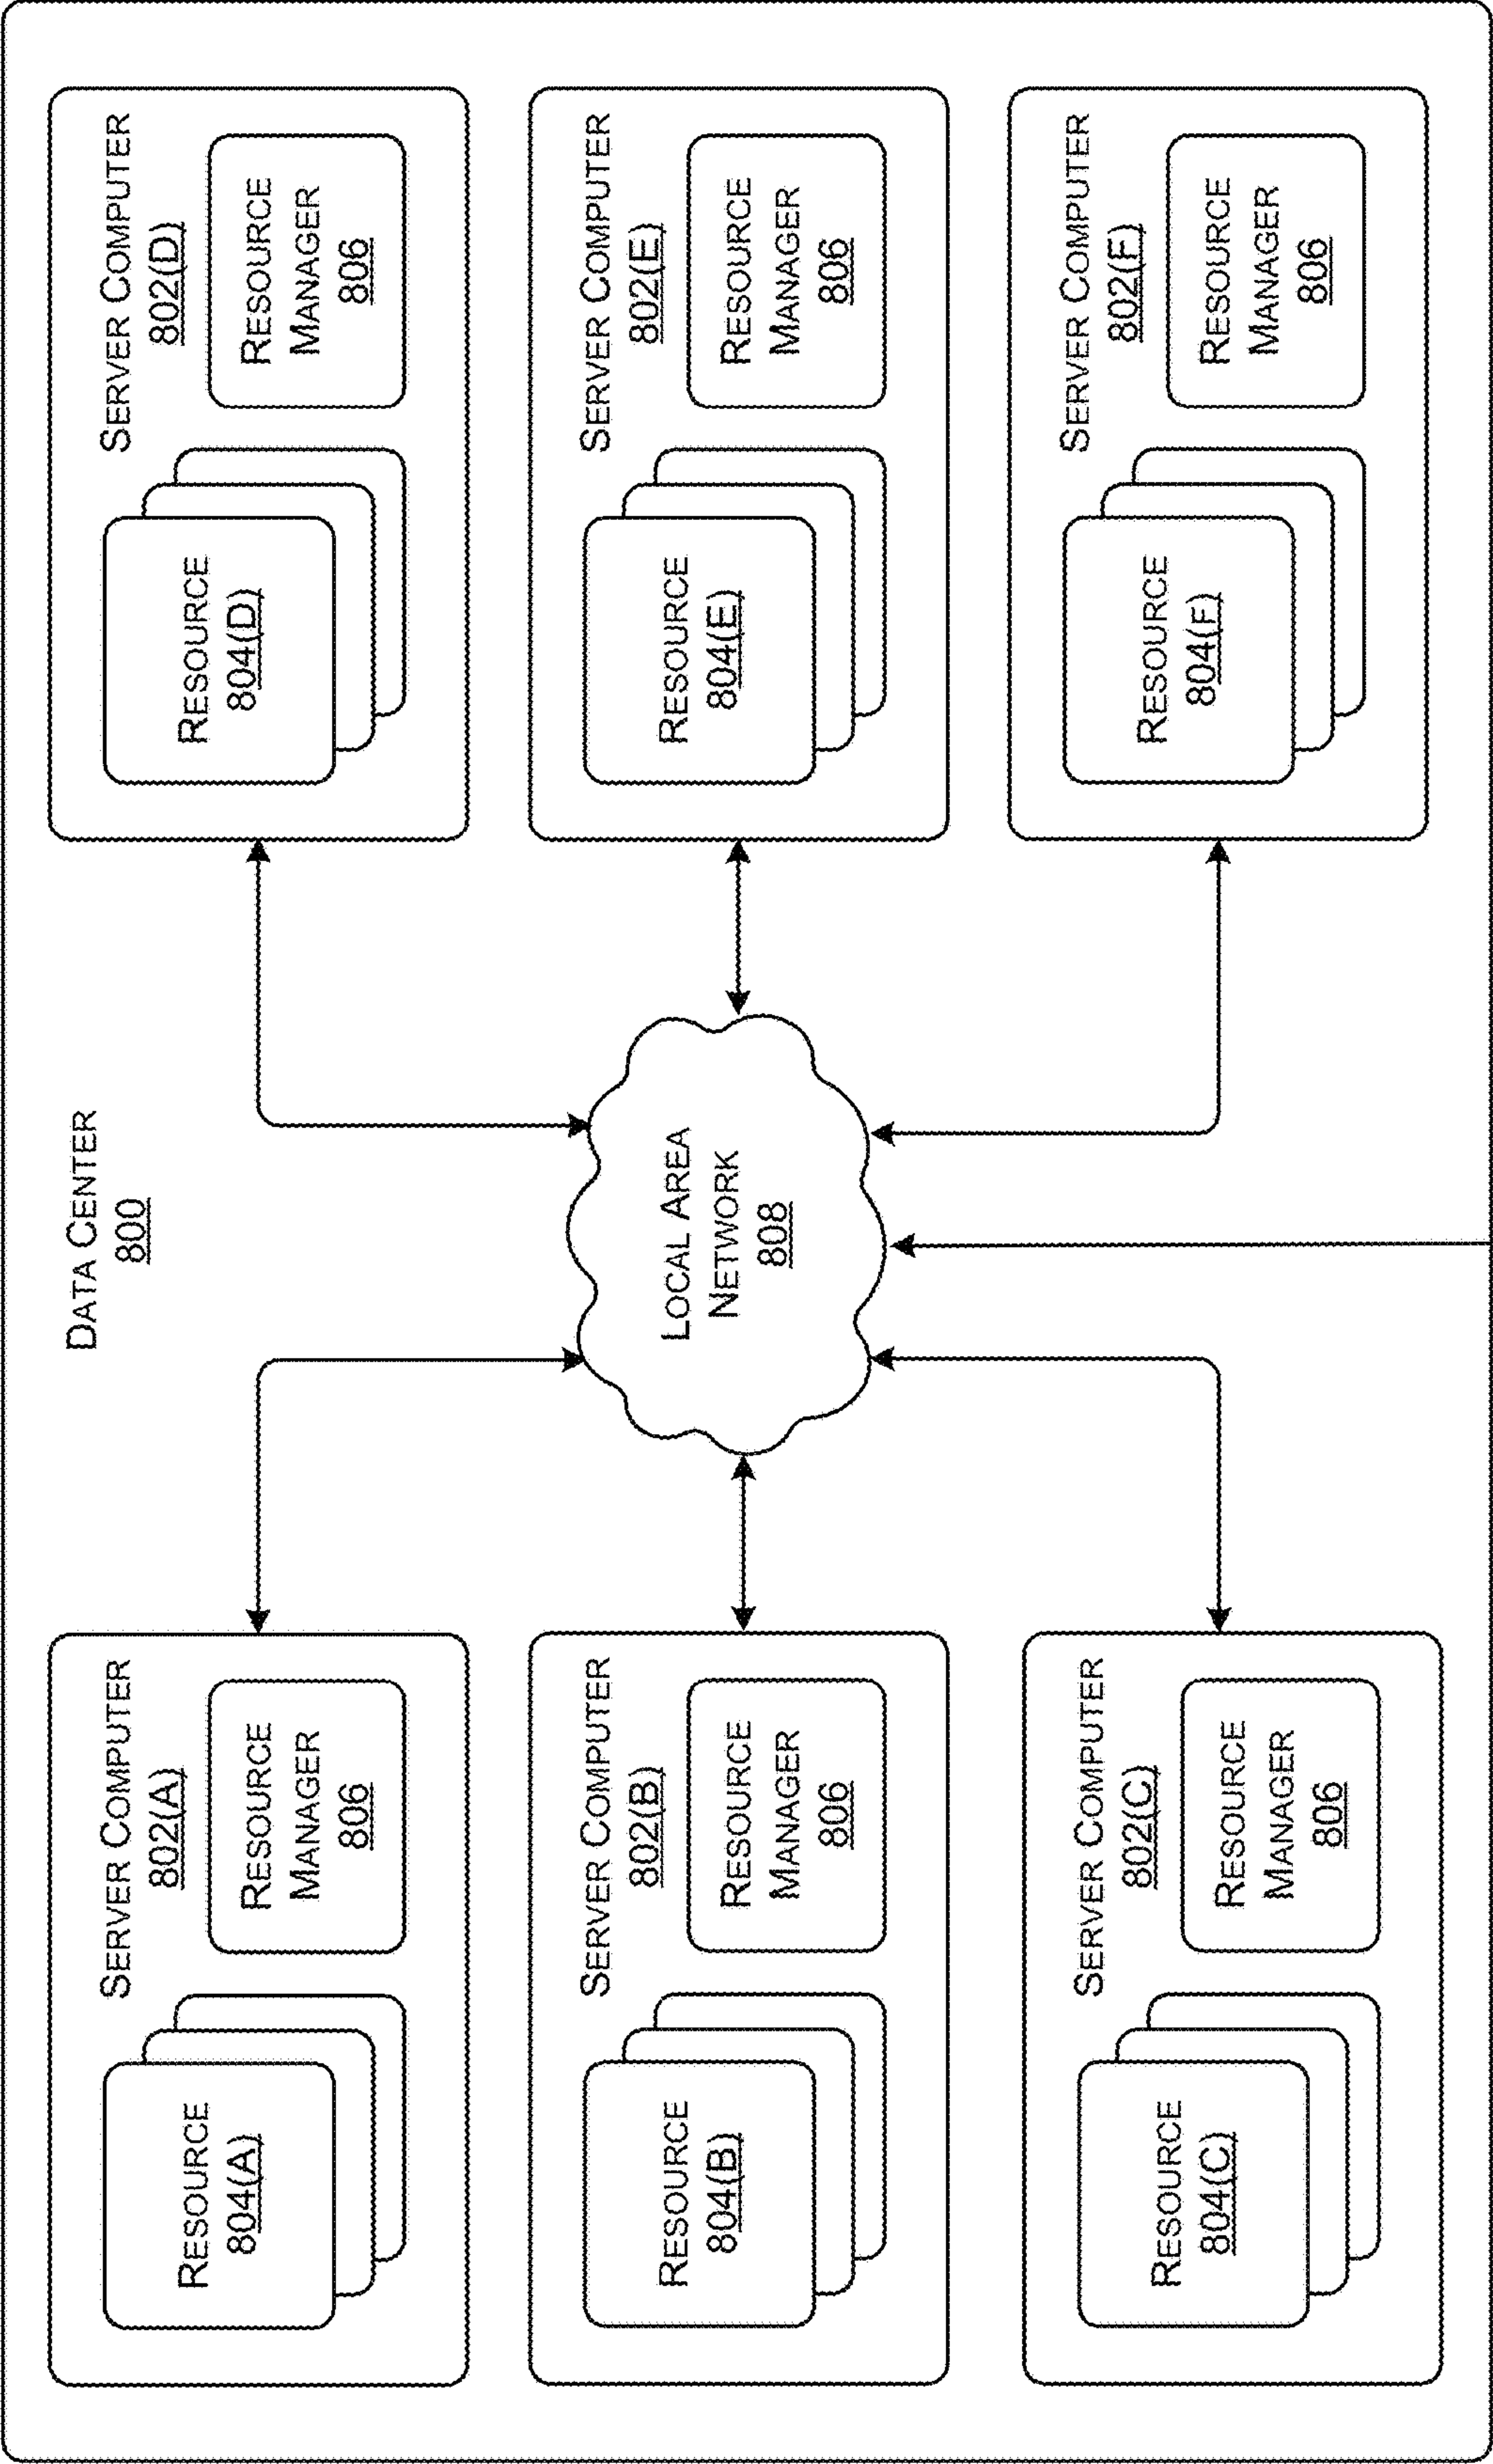 DATA CENTER
800
SERVER COMPUTER
802(A)
RESOURCE
804(A)
RESOURCE
MANAGER
806
SERVER COMPUTER
802(D)
RESOURCE
804(D)
RESOURCE
MANAGER
806
SERVER COMPUTER
802(B)
RESOURCE
804(B)
RESOURCE
MANAGER
806
LOCAL AREA
NETWORK
808
SERVER COMPUTER
802(E)
RESOURCE
804(E)
RESOURCE
MANAGER
806
SERVER COMPUTER
802(C)
RESOURCE
804(C)
RESOURCE
MANAGER
806
SERVER COMPUTER
802(F)
RESOURCE
804(F)
RESOURCE
MANAGER
806